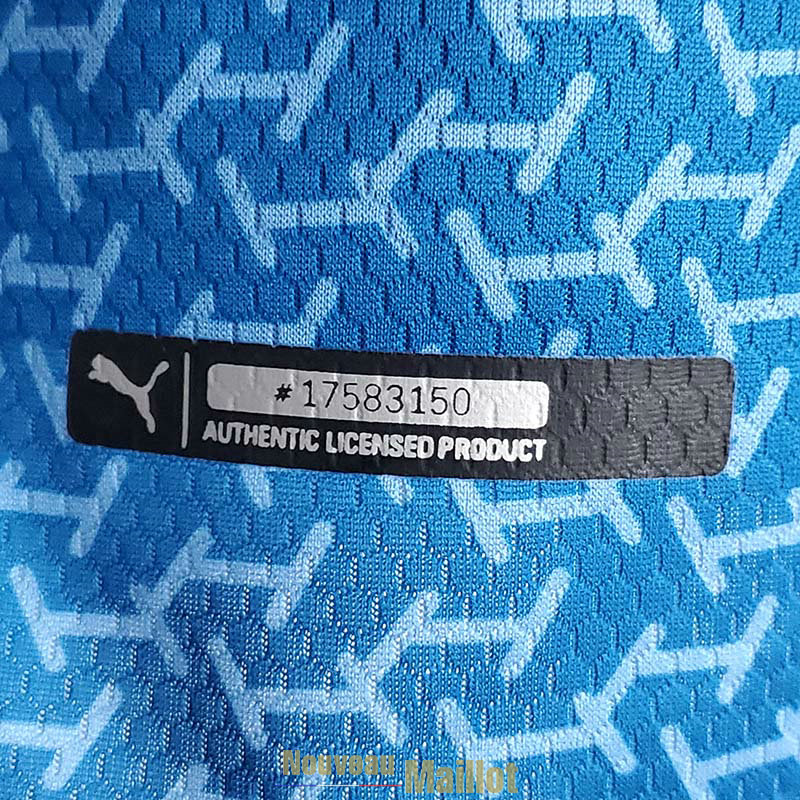 #17583150
AUTHENTIC LICENSED PRODUCT
Nouveau Maillot